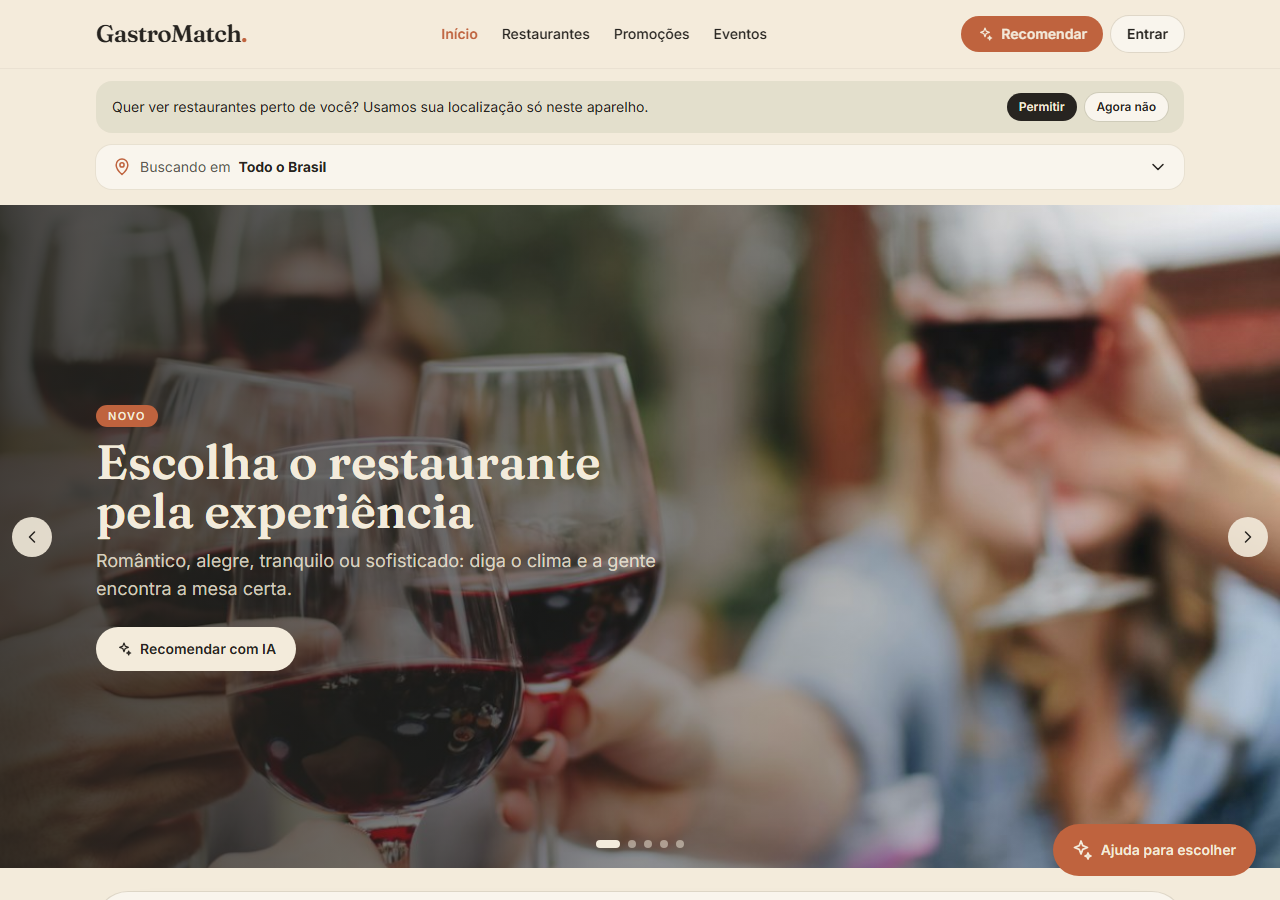 GastroMatch.
Início
Restaurantes
Promoções
Eventos
Recomendar
Entrar
Quer ver restaurantes perto de você? Usamos sua localização só neste aparelho.
Permitir
Agora não
Buscando em Todo o Brasil
NOVO
Escolha o restaurante
pela experiência
Romântico, alegre, tranquilo ou sofisticado: diga o clima e a gente
encontra a mesa certa.
Recomendar com IA
Ajuda para escolher